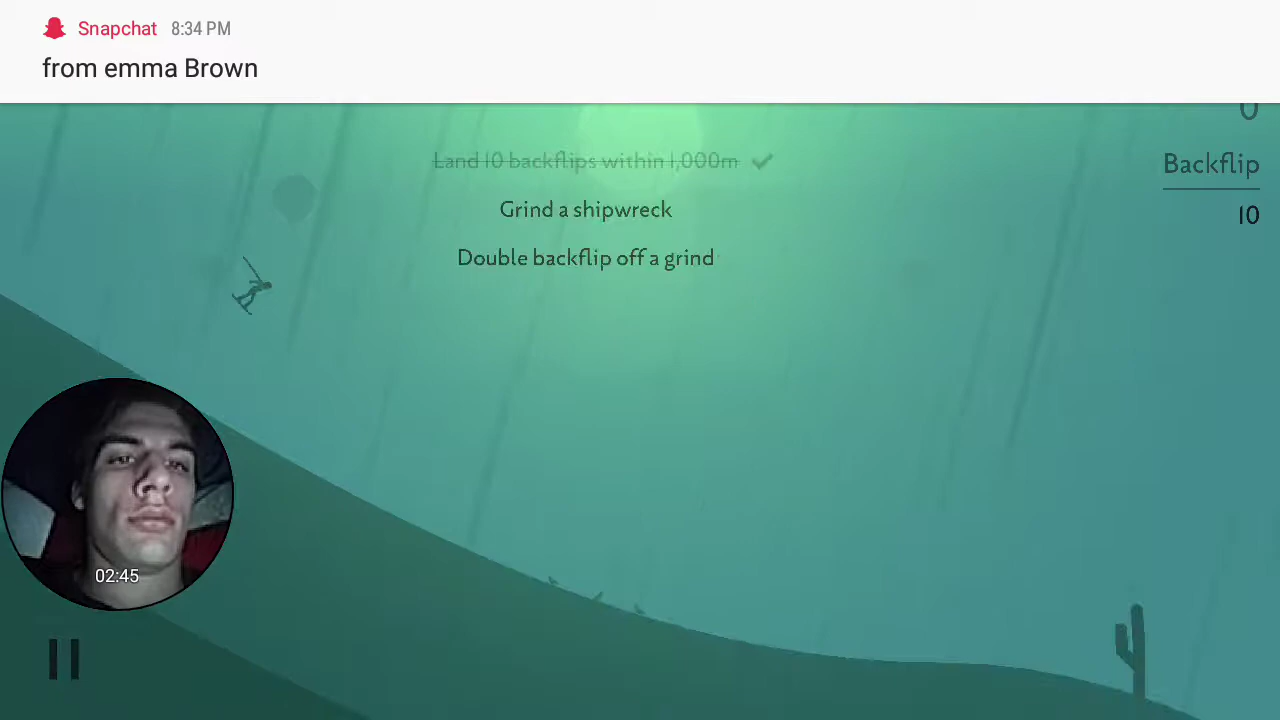 Snapchat 8:34 PM
from emma Brown
0
Land 10 backflips within 1,000m
Backflip
Grind a shipwreck
10
Double backflip off a grind
02:45